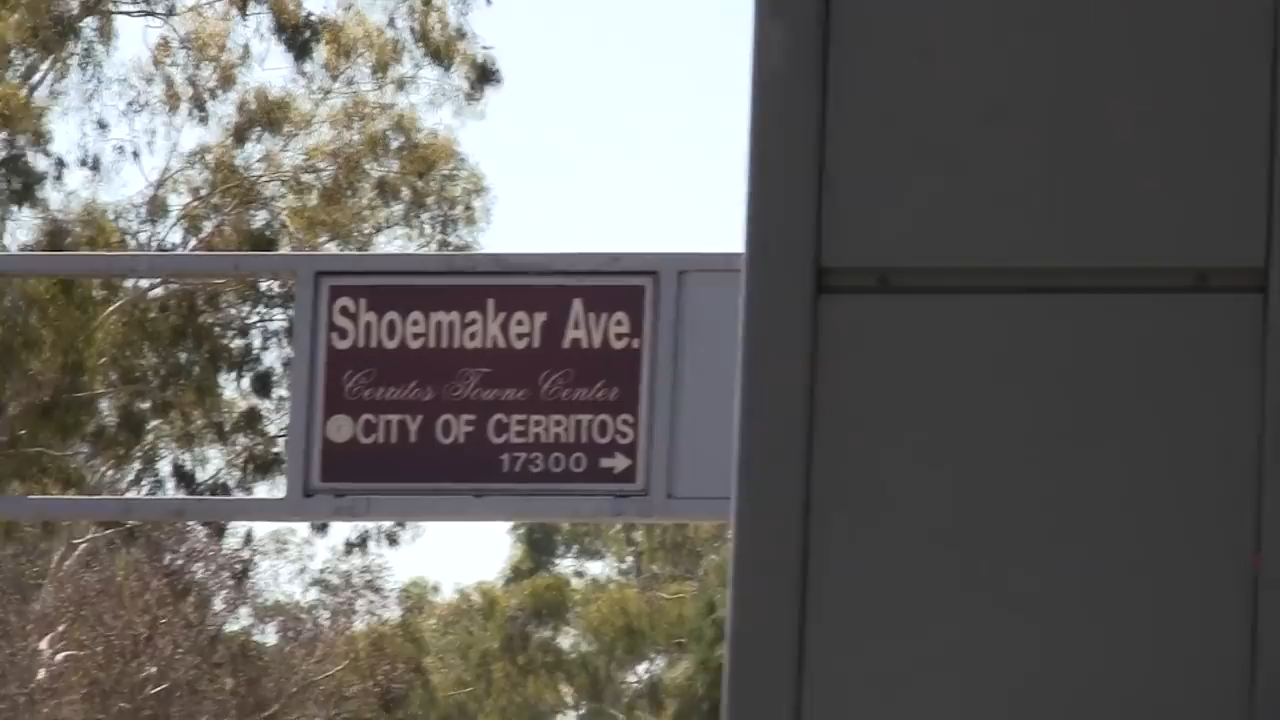 Shoemaker Ave.
Cerritos Towne Center
CITY OF CERRITOS
17300 →